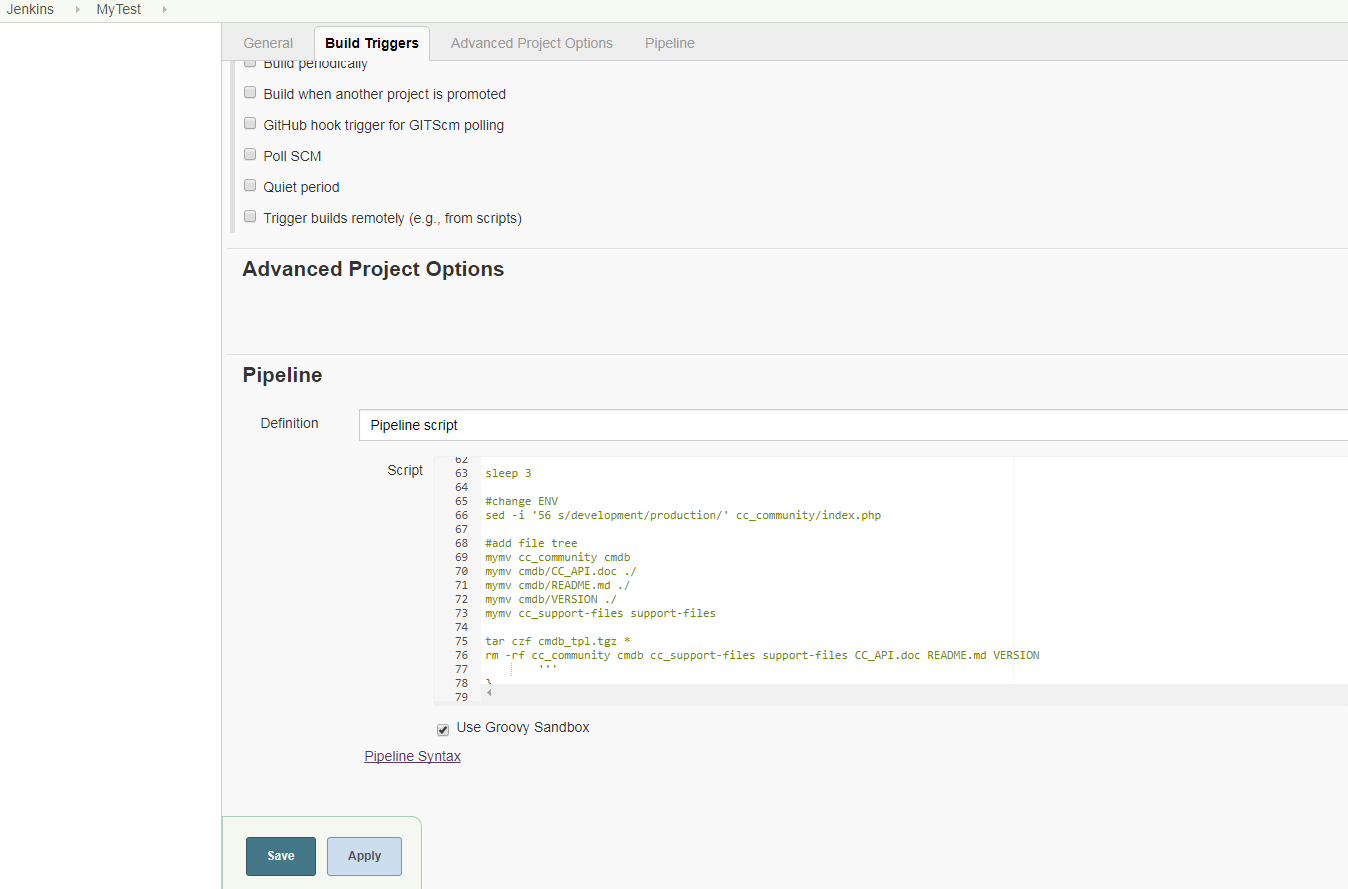 Jenkins MyTest
General Build Triggers Advanced Project Options Pipeline
Build periodically
Build when another project is promoted
GitHub hook trigger for GITScm polling
Poll SCM
Quiet period
Trigger builds remotely (e.g., from scripts)
Advanced Project Options
Pipeline
Definition Pipeline script
Script
62
63 sleep 3
64
65 #change ENV
66 sed -i '56 s/development/production/' cc_community/index.php
67
68 #add file tree
69 mymv cc_community cmdb
70 mymv cmdb/CC_API.doc ./
71 mymv cmdb/README.md ./
72 mymv cmdb/VERSION ./
73 mymv cc_support-files support-files
74
75 tar czf cmdb_tpl.tgz *
76 rm -rf cc_community cmdb cc_support-files support-files CC_API.doc README.md VERSION
77 '''
78 }
79
Use Groovy Sandbox
Pipeline Syntax
Save Apply